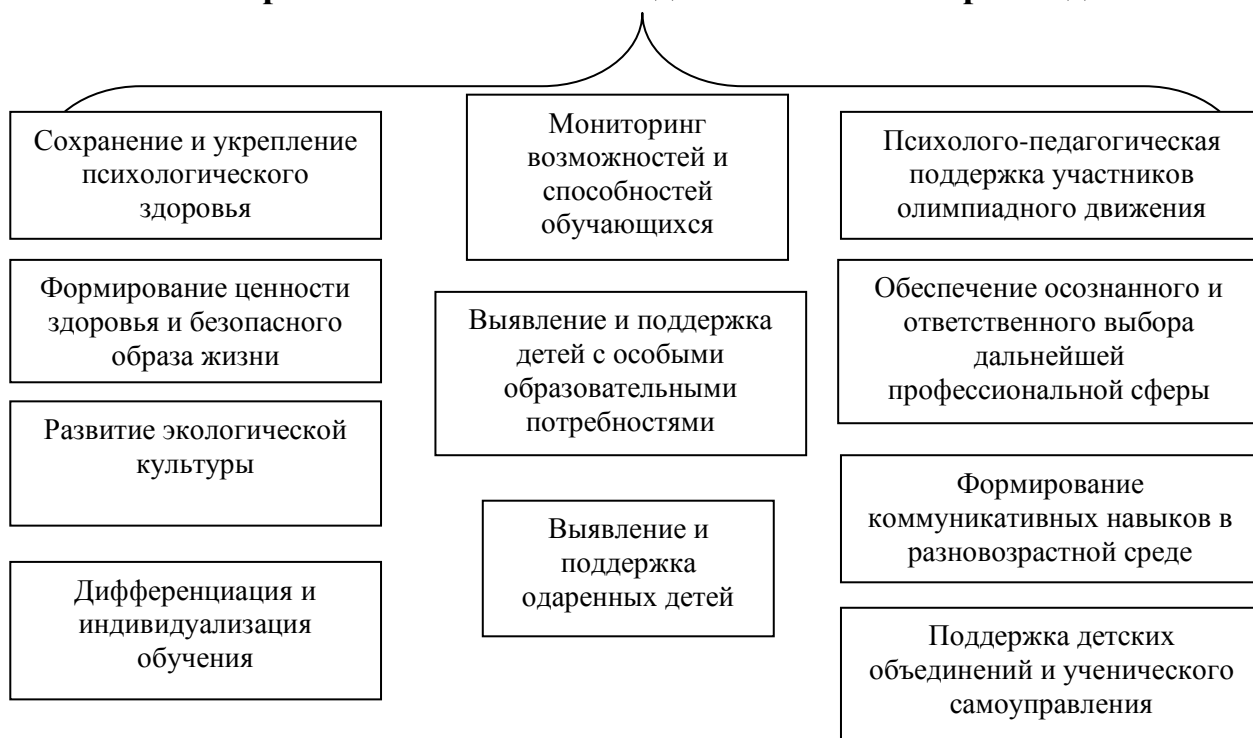 Сохранение и укрепление
психологического
здоровья
Формирование ценности
здоровья и безопасного
образа жизни
Развитие экологической
культуры
Дифференциация и
индивидуализация
обучения
Мониторинг
возможностей и
способностей
обучающихся
Выявление и поддержка
детей с особыми
образовательными
потребностями
Выявление и
поддержка
одаренных детей
Психолого-педагогическая
поддержка участников
олимпиадного движения
Обеспечение осознанного и
ответственного выбора
дальнейшей
профессиональной сферы
Формирование
коммуникативных навыков в
разновозрастной среде
Поддержка детских
объединений и ученического
самоуправления